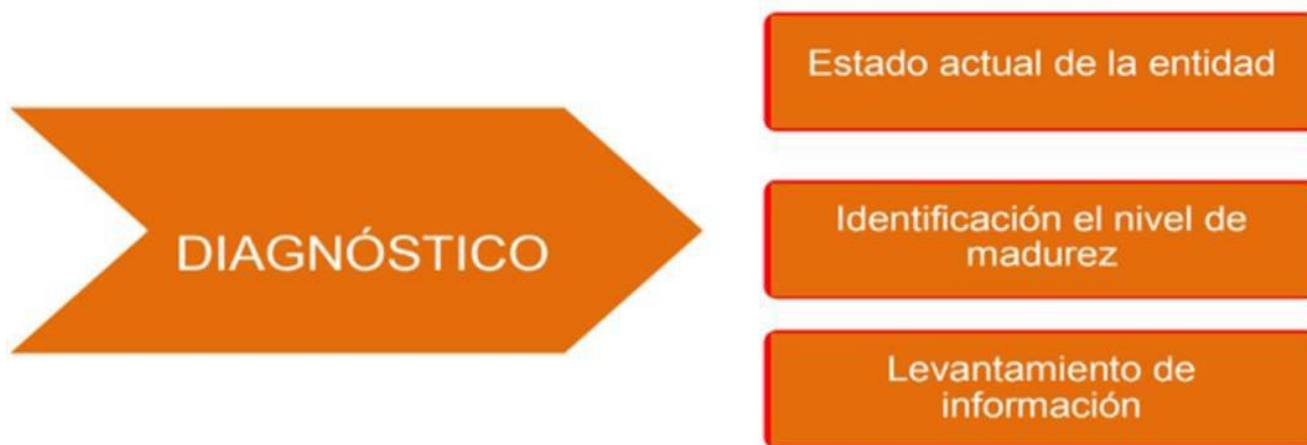 DIAGNÓSTICO
Estado actual de la entidad
Identificación el nivel de
madurez
Levantamiento de
información